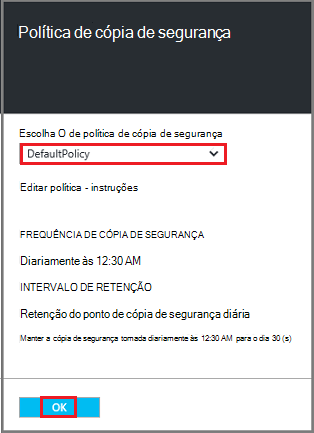 Política de cópia de segurança
Escolha O de política de cópia de segurança
DefaultPolicy
Editar política - instruções
FREQUÊNCIA DE CÓPIA DE SEGURANÇA
Diariamente às 12:30 AM
INTERVALO DE RETENÇÃO
Retenção do ponto de cópia de segurança diária
Manter a cópia de segurança tomada diariamente às 12:30 AM para o dia 30 (s)
OK